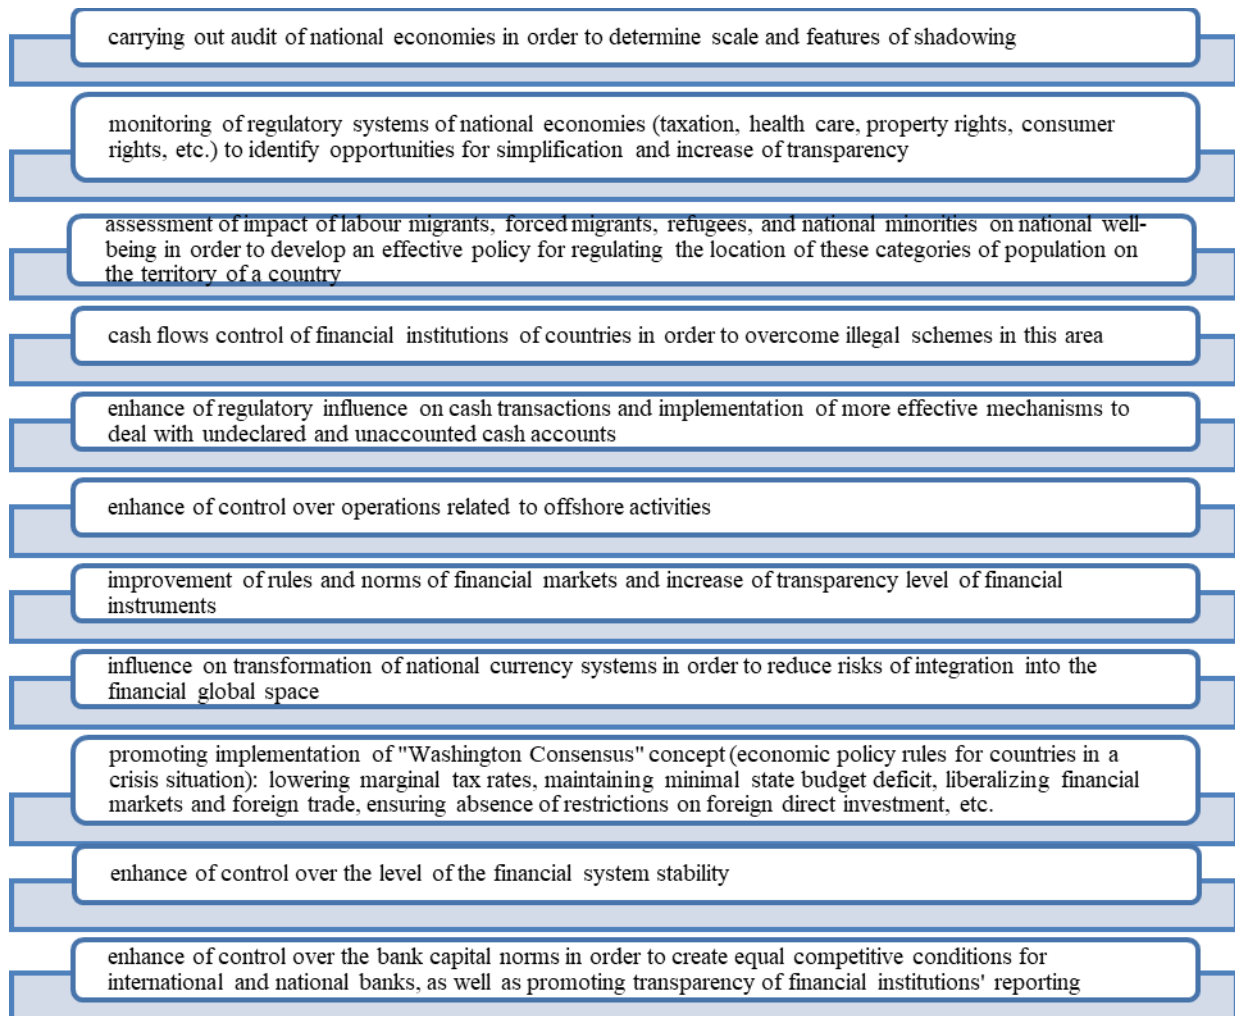 carrying out audit of national economies in order to determine scale and features of shadowing
monitoring of regulatory systems of national economies (taxation, health care, property rights, consumer
rights, etc.) to identify opportunities for simplification and increase of transparency
assessment of impact of labour migrants, forced migrants, refugees, and national minorities on national well-
being in order to develop an effective policy for regulating the location of these categories of population on
the territory of a country
cash flows control of financial institutions of countries in order to overcome illegal schemes in this area
enhance of regulatory influence on cash transactions and implementation of more effective mechanisms to
deal with undeclared and unaccounted cash accounts
enhance of control over operations related to offshore activities
improvement of rules and norms of financial markets and increase of transparency level of financial
instruments
influence on transformation of national currency systems in order to reduce risks of integration into the
financial global space
promoting implementation of "Washington Consensus" concept (economic policy rules for countries in a
crisis situation): lowering marginal tax rates, maintaining minimal state budget deficit, liberalizing financial
markets and foreign trade, ensuring absence of restrictions on foreign direct investment, etc.
enhance of control over the level of the financial system stability
enhance of control over the bank capital norms in order to create equal competitive conditions for
international and national banks, as well as promoting transparency of financial institutions' reporting